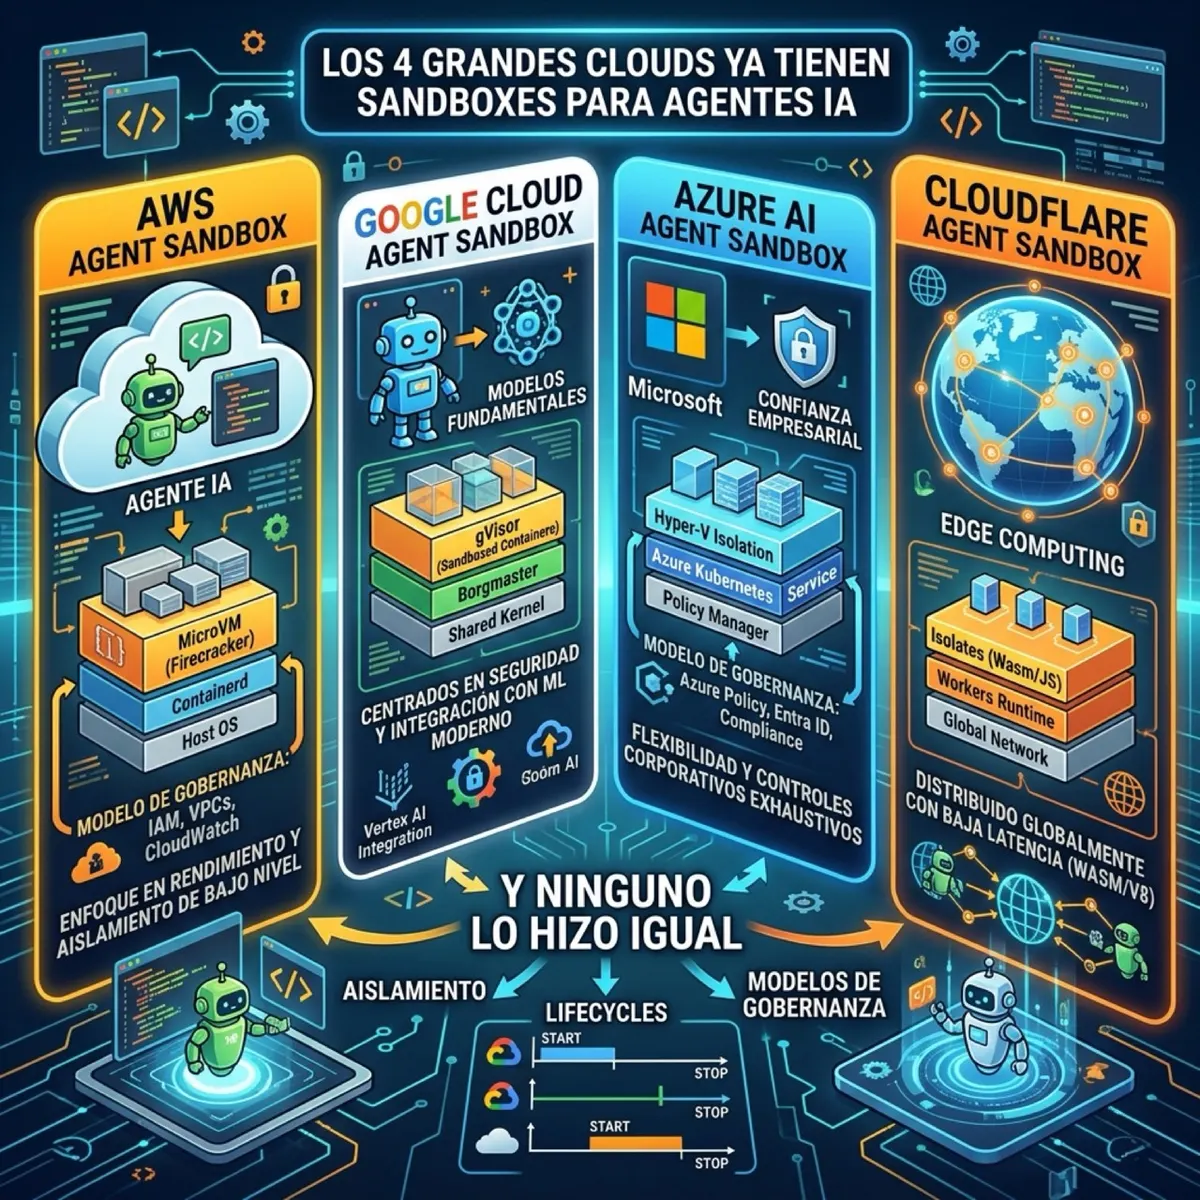 LOS 4 GRANDES CLOUDS YA TIENEN
SANDBOXES PARA AGENTES IA
AWS
AGENT SANDBOX
AGENTE IA
MicroVM
(Firecracker)
Containerd
Host OS
MODELO DE GOBERNANZA:
IAM, VPCs,
CloudWatch
ENFOQUE EN RENDIMIENTO Y
AISLAMIENTO DE BAJO NIVEL
GOOGLE CLOUD
AGENT SANDBOX
MODELOS
FUNDAMENTALES
gVisor
(Sandbased Containere)
Borgmaster
Shared Kernel
CENTRADOS EN SEGURIDAD
Y INTEGRACIÓN CON ML
MODERNO
Vertex AI
Integration
Goōm AI
AZURE AI
AGENT SANDBOX
Microsoft
CONFIANZA
EMPRESARIAL
Hyper-V Isolation
Azure Kubernetes Service
Policy Manager
MODELO DE GOBERNANZA:
Azure Policy, Entra ID,
Compliance
FLEXIBILIDAD Y CONTROLES
CORPORATIVOS EXHAUSTIVOS
CLOUDFLARE
AGENT SANDBOX
EDGE COMPUTING
Isolates (Wasm/JS)
Workers Runtime
Global Network
DISTRIBUIDO GLOBALMENTE
CON BAJA LATENCIA (WASM/V8)
Y NINGUNO
LO HIZO IGUAL
AISLAMIENTO
LIFECYCLES
MODELOS DE
GOBERNANZA
START
STOP
STOP
START
STOP